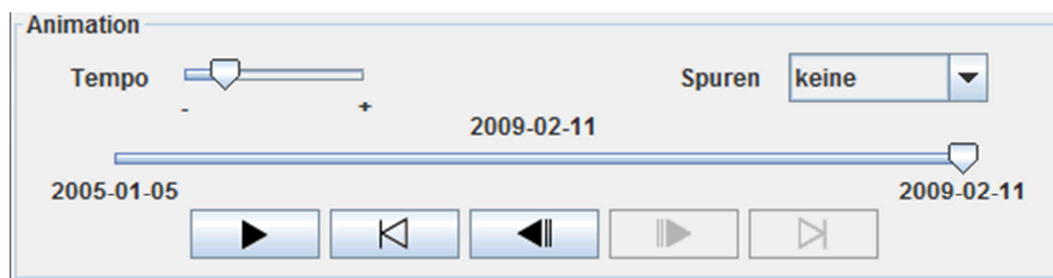 Animation
Tempo
Spuren
keine
- +
2009-02-11
2005-01-05
2009-02-11